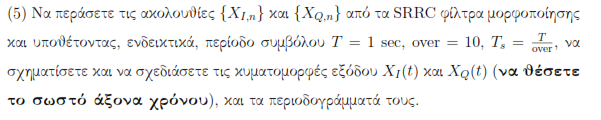 (5) Να περάσετε τις ακολουθίες {X_{I,n}} και {X_{Q,n}} από τα SRRC φίλτρα μορφοποίησης
και υποθέτοντας, ενδεικτικά, περίοδο συμβόλου T = 1 sec, over = 10, T_s = \frac{T}{over}, να
σχηματίσετε και να σχεδιάσετε τις κυματομορφές εξόδου X_I(t) και X_Q(t) (να θέσετε
το σωστό άξονα χρόνου), και τα περιοδογράμματά τους.